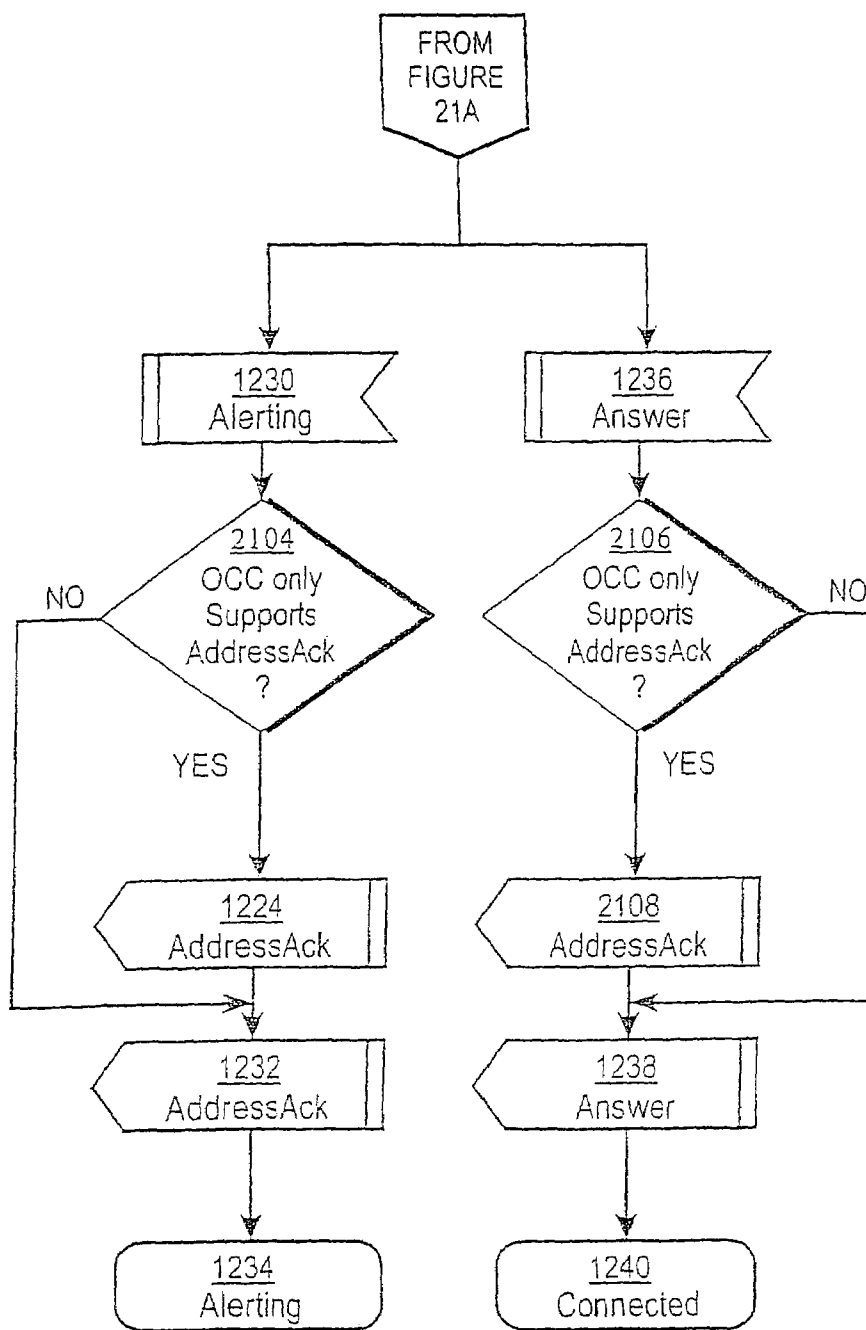 FROM
FIGURE
21A
1230
Alerting
1236
Answer
2104
OCC only
Supports
AddressAck
?
NO
YES
2106
OCC only
Supports
AddressAck
?
NO
YES
1224
AddressAck
2108
AddressAck
1232
AddressAck
1238
Answer
1234
Alerting
1240
Connected